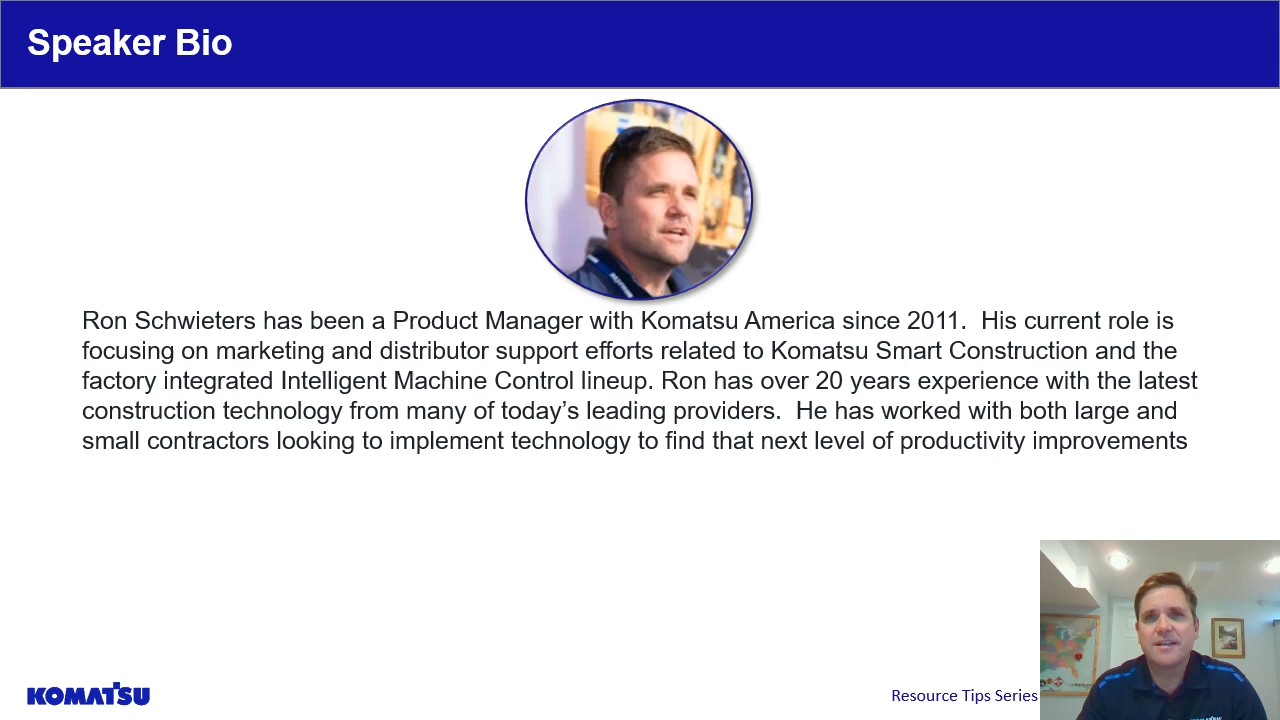 Speaker Bio
Ron Schwieters has been a Product Manager with Komatsu America since 2011.  His current role is
focusing on marketing and distributor support efforts related to Komatsu Smart Construction and the
factory integrated Intelligent Machine Control lineup. Ron has over 20 years experience with the latest
construction technology from many of today’s leading providers.  He has worked with both large and
small contractors looking to implement technology to find that next level of productivity improvements
KOMATSU
Resource Tips Series